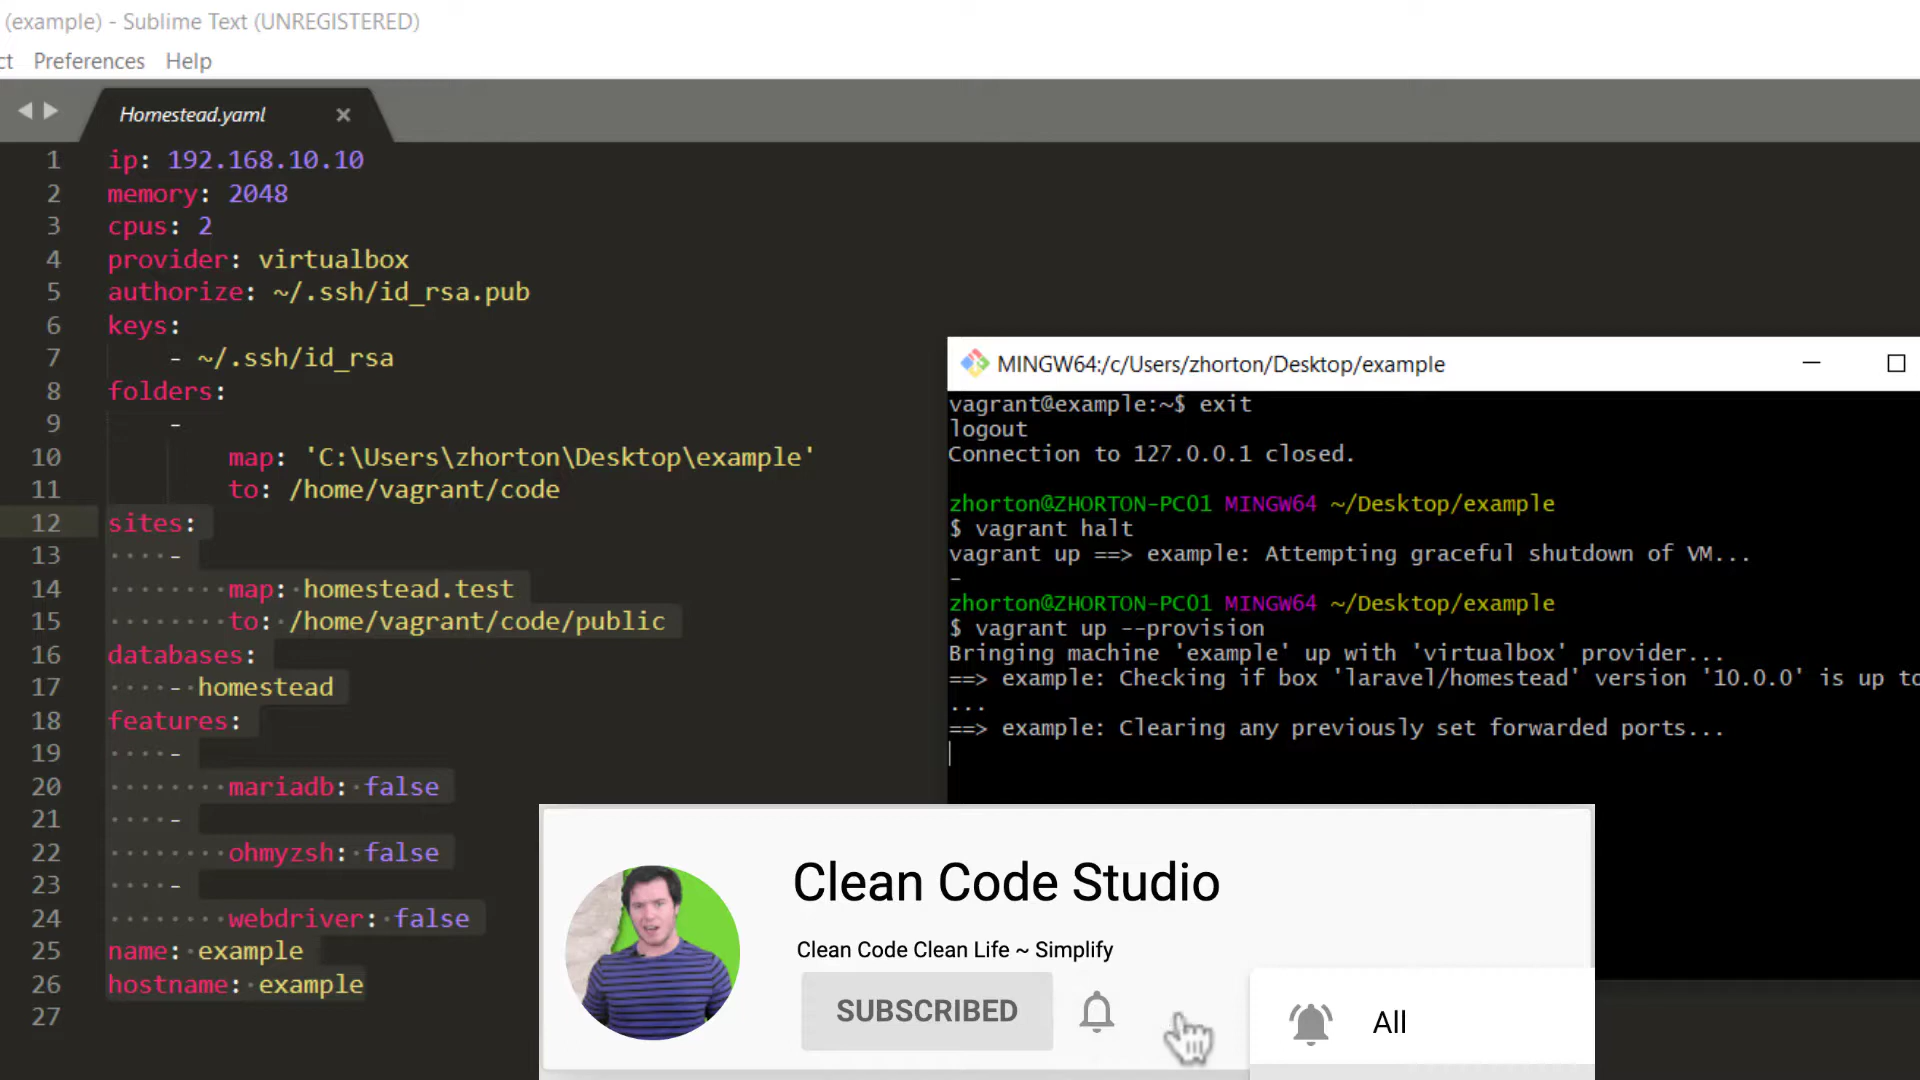 (example) - Sublime Text (UNREGISTERED)
ct Preferences Help
Homestead.yaml
1 ip: 192.168.10.10
2 memory: 2048
3 cpus: 2
4 provider: virtualbox
5 authorize: ~/.ssh/id_rsa.pub
6 keys:
7 - ~/.ssh/id_rsa
8 folders:
9 -
10 map: 'C:\Users\zhorton\Desktop\example'
11 to: /home/vagrant/code
12 sites:
13 -
14 map: homestead.test
15 to: /home/vagrant/code/public
16 databases:
17 - homestead
18 features:
19 -
20 mariadb: false
21 -
22 ohmyzsh: false
23 -
24 webdriver: false
25 name: example
26 hostname: example
27
MINGW64:/c/Users/zhorton/Desktop/example
vagrant@example:~$ exit
logout
Connection to 127.0.0.1 closed.
zhorton@ZHORTON-PC01 MINGW64 ~/Desktop/example
$ vagrant halt
vagrant up ==> example: Attempting graceful shutdown of VM...
-
zhorton@ZHORTON-PC01 MINGW64 ~/Desktop/example
$ vagrant up --provision
Bringing machine 'example' up with 'virtualbox' provider...
==> example: Checking if box 'laravel/homestead' version '10.0.0' is up to
...
==> example: Clearing any previously set forwarded ports...
Clean Code Studio
Clean Code Clean Life ~ Simplify
SUBSCRIBED
All